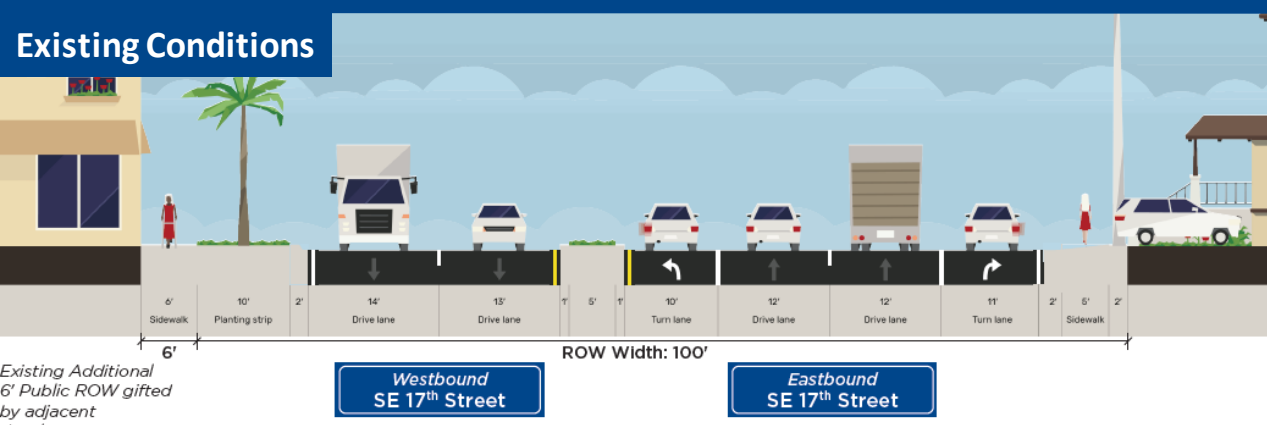 Existing Conditions
6' 10' 2' 14' 13' 1' 5' 1' 10' 12' 12' 11' 2' 5' 2'
Sidewalk Planting strip Drive lane Drive lane Turn lane Drive lane Drive lane Turn lane Sidewalk
6' ROW Width: 100'
Existing Additional
6' Public ROW gifted
by adjacent
Westbound
SE 17th Street
Eastbound
SE 17th Street